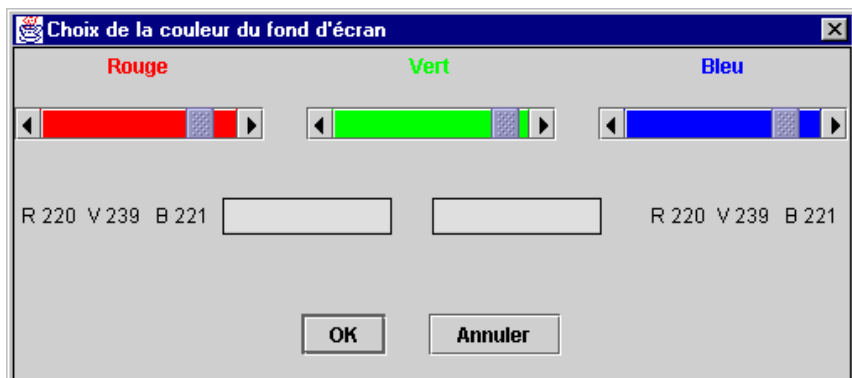 Choix de la couleur du fond d'écran
Rouge Vert Bleu
R 220 V 239 B 221 R 220 V 239 B 221
OK Annuler